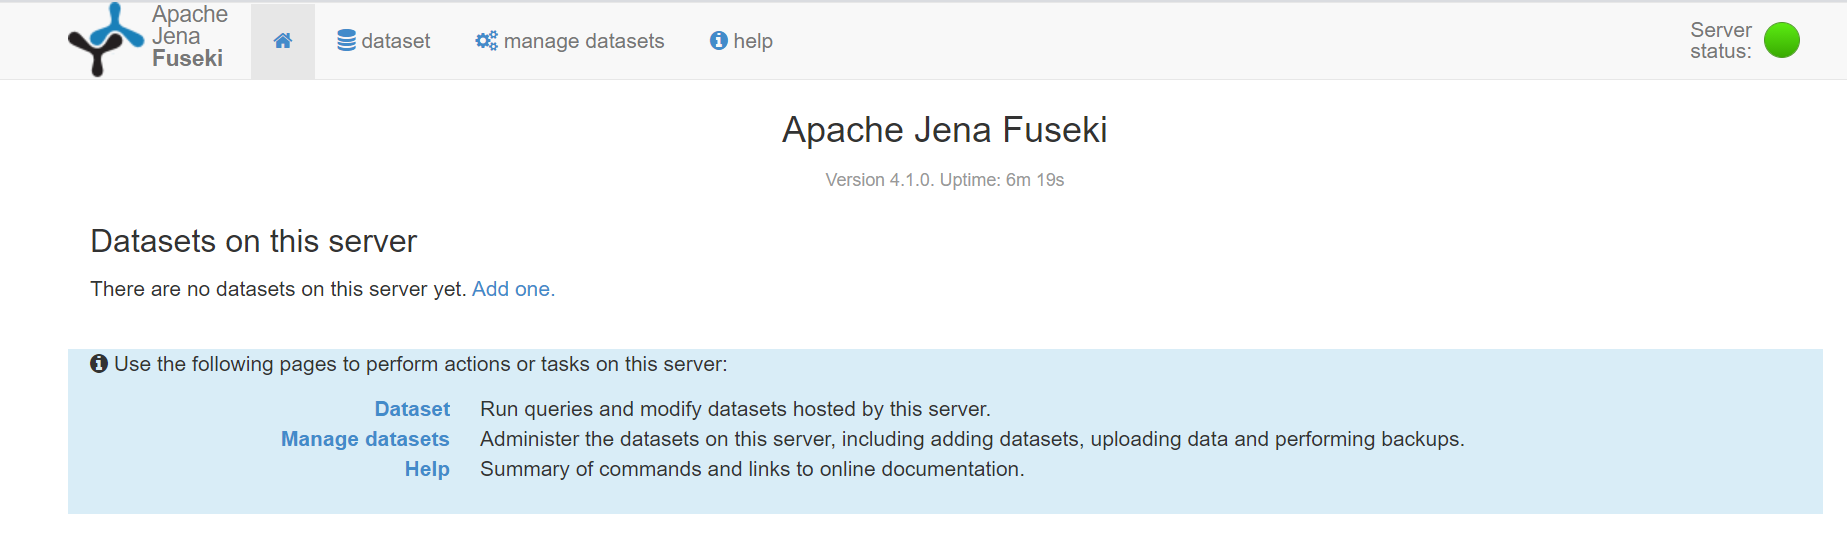 Apache
Jena
Fuseki
dataset
manage datasets
help
Server
status:
Apache Jena Fuseki
Version 4.1.0. Uptime: 6m 19s
Datasets on this server
There are no datasets on this server yet. Add one.
Use the following pages to perform actions or tasks on this server:
Dataset Run queries and modify datasets hosted by this server.
Manage datasets Administer the datasets on this server, including adding datasets, uploading data and performing backups.
Help Summary of commands and links to online documentation.